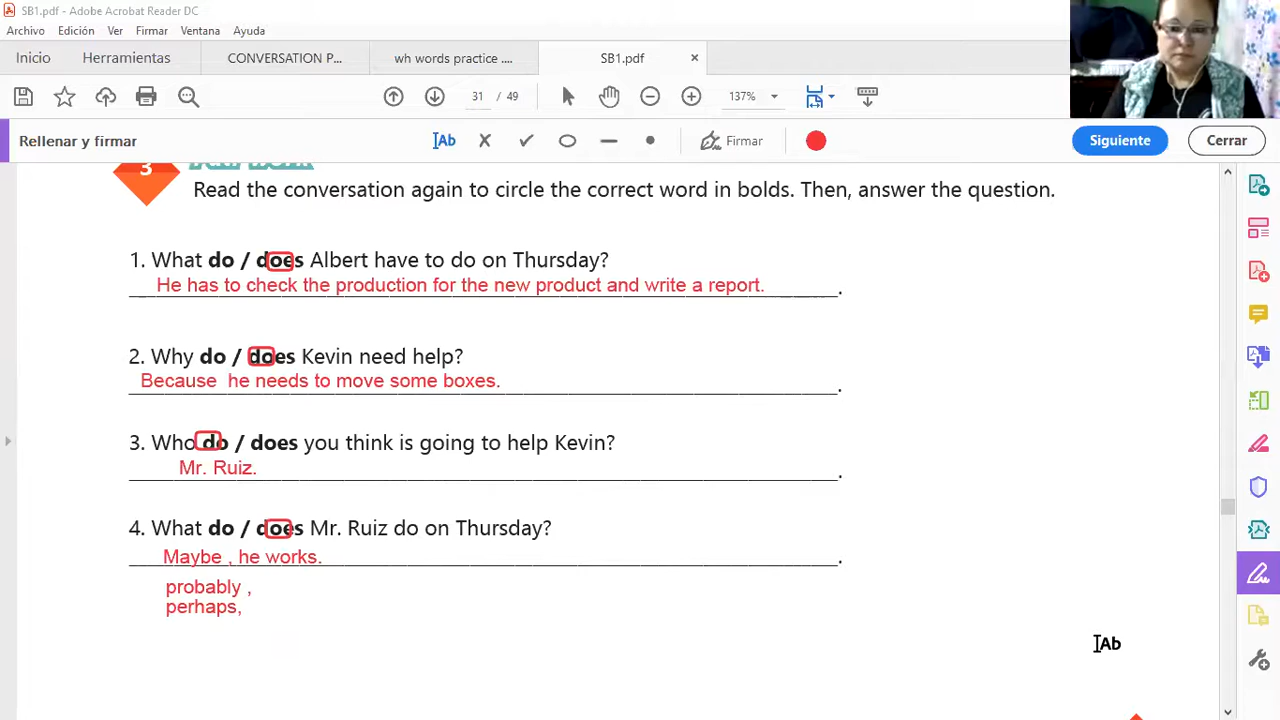 SB1.pdf - Adobe Acrobat Reader DC
Archivo Edición Ver Firmar Ventana Ayuda
Inicio Herramientas CONVERSATION P... wh words practice .... SB1.pdf ×
31 / 49 137%
Rellenar y firmar Ab Firmar Siguiente Cerrar
3
Read the conversation again to circle the correct word in bolds. Then, answer the question.
1. What do / does Albert have to do on Thursday?
He has to check the production for the new product and write a report.
2. Why do / does Kevin need help?
Because he needs to move some boxes.
3. Who do / does you think is going to help Kevin?
Mr. Ruiz.
4. What do / does Mr. Ruiz do on Thursday?
Maybe , he works.
probably ,
perhaps,
Ab